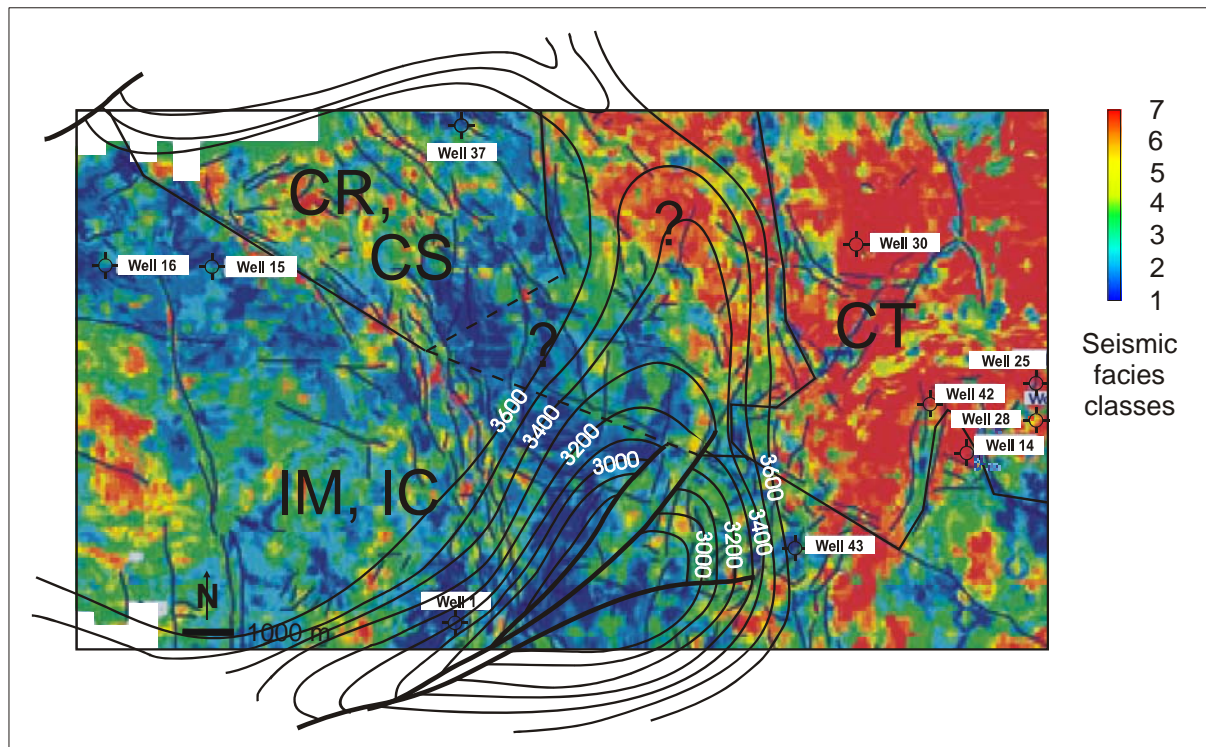 Well 37
CR,
CS
?
Well 30
Well 16
Well 15
CT
?
Well 25
Well 42
We
Well 28
Well 14
3600
3400
3200
3000
3600
3400
3200
3000
IM, IC
Well 43
N
Well 1
1000 m
7
6
5
4
3
2
1
Seismic
facies
classes